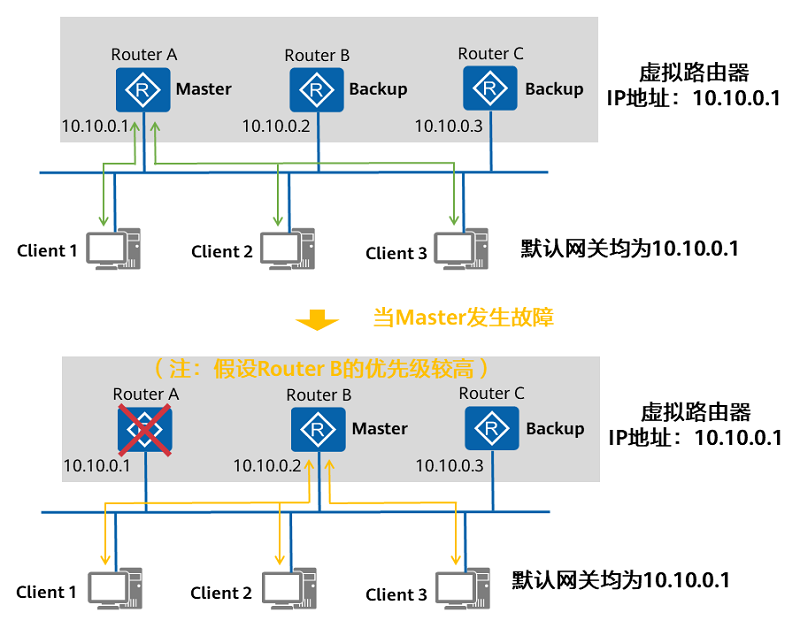 Router A
Router B
Router C
R
Master
R
Backup
R
Backup
虚拟路由器
IP地址：10.10.0.1
10.10.0.1
10.10.0.2
10.10.0.3
Client 1
Client 2
Client 3
默认网关均为10.10.0.1
当Master发生故障
（注：假设Router B的优先级较高）
Router A
Router B
Router C
R
R
Master
R
Backup
虚拟路由器
IP地址：10.10.0.1
10.10.0.1
10.10.0.2
10.10.0.3
Client 1
Client 2
Client 3
默认网关均为10.10.0.1